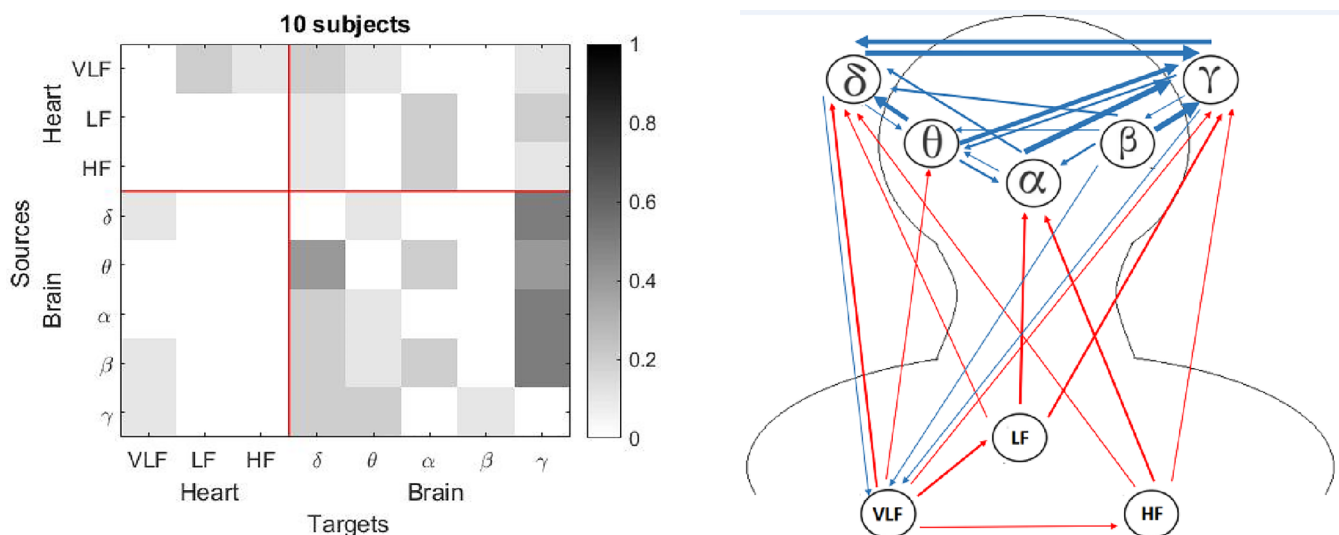 10 subjects
Sources
Heart
Brain
VLF
LF
HF
δ
θ
α
β
γ
VLF LF HF δ θ α β γ
Heart Brain
Targets
1
0.8
0.6
0.4
0.2
0
δ γ
θ β
α
LF
VLF HF